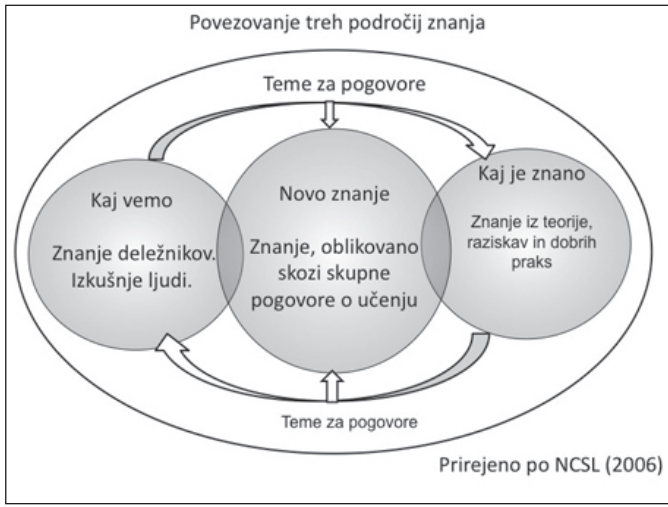 Povezovanje treh področij znanja
Teme za pogovore
Kaj vemo
Znanje deležnikov.
Izkušnje ljudi.
Novo znanje
Znanje, oblikovano
skozi skupne
pogovore o učenju
Kaj je znano
Znanje iz teorije,
raziskav in dobrih
praks
Teme za pogovore
Prirejeno po NCSL (2006)